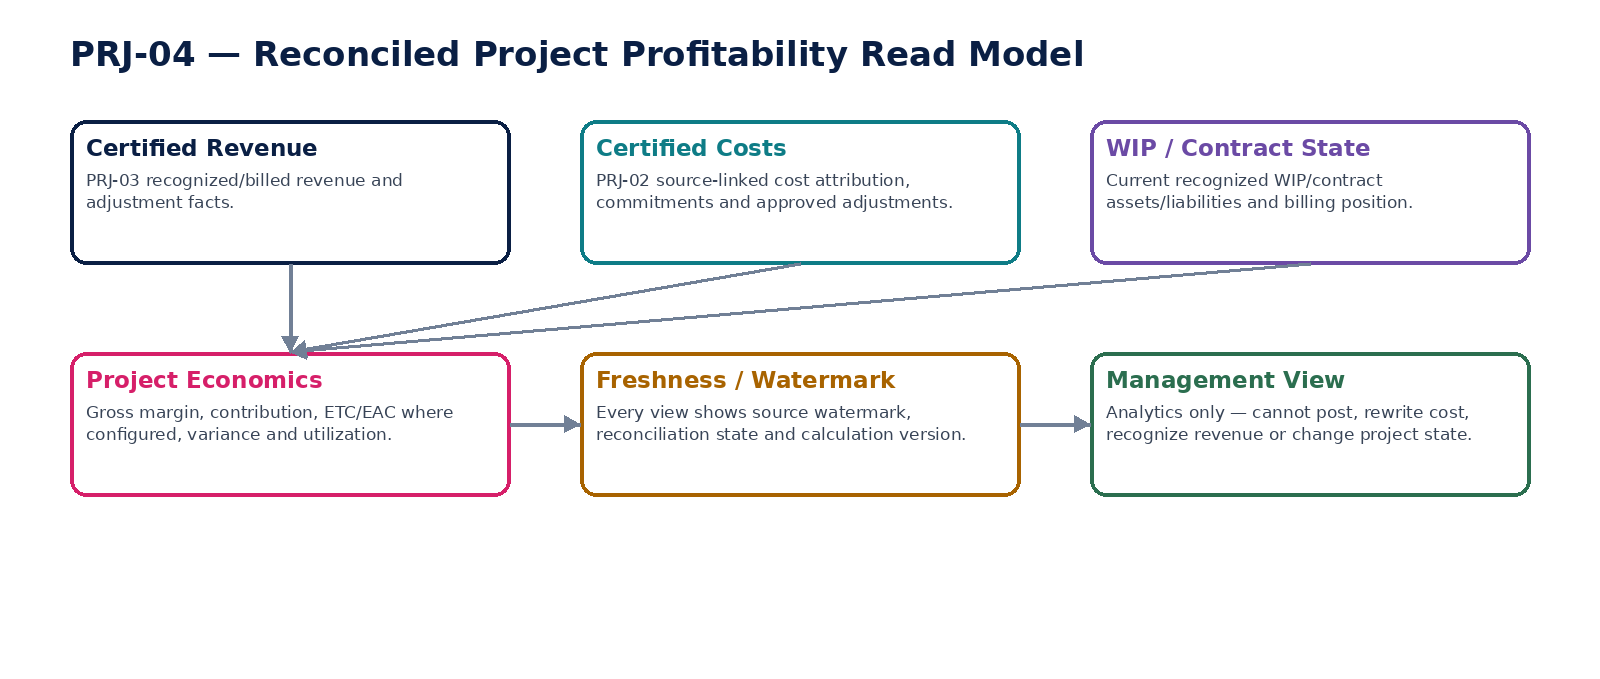 PRJ-04 — Reconciled Project Profitability Read Model
Certified Revenue
PRJ-03 recognized/billed revenue and
adjustment facts.
Certified Costs
PRJ-02 source-linked cost attribution,
commitments and approved adjustments.
WIP / Contract State
Current recognized WIP/contract
assets/liabilities and billing position.
Project Economics
Gross margin, contribution, ETC/EAC where
configured, variance and utilization.
Freshness / Watermark
Every view shows source watermark,
reconciliation state and calculation version.
Management View
Analytics only — cannot post, rewrite cost,
recognize revenue or change project state.